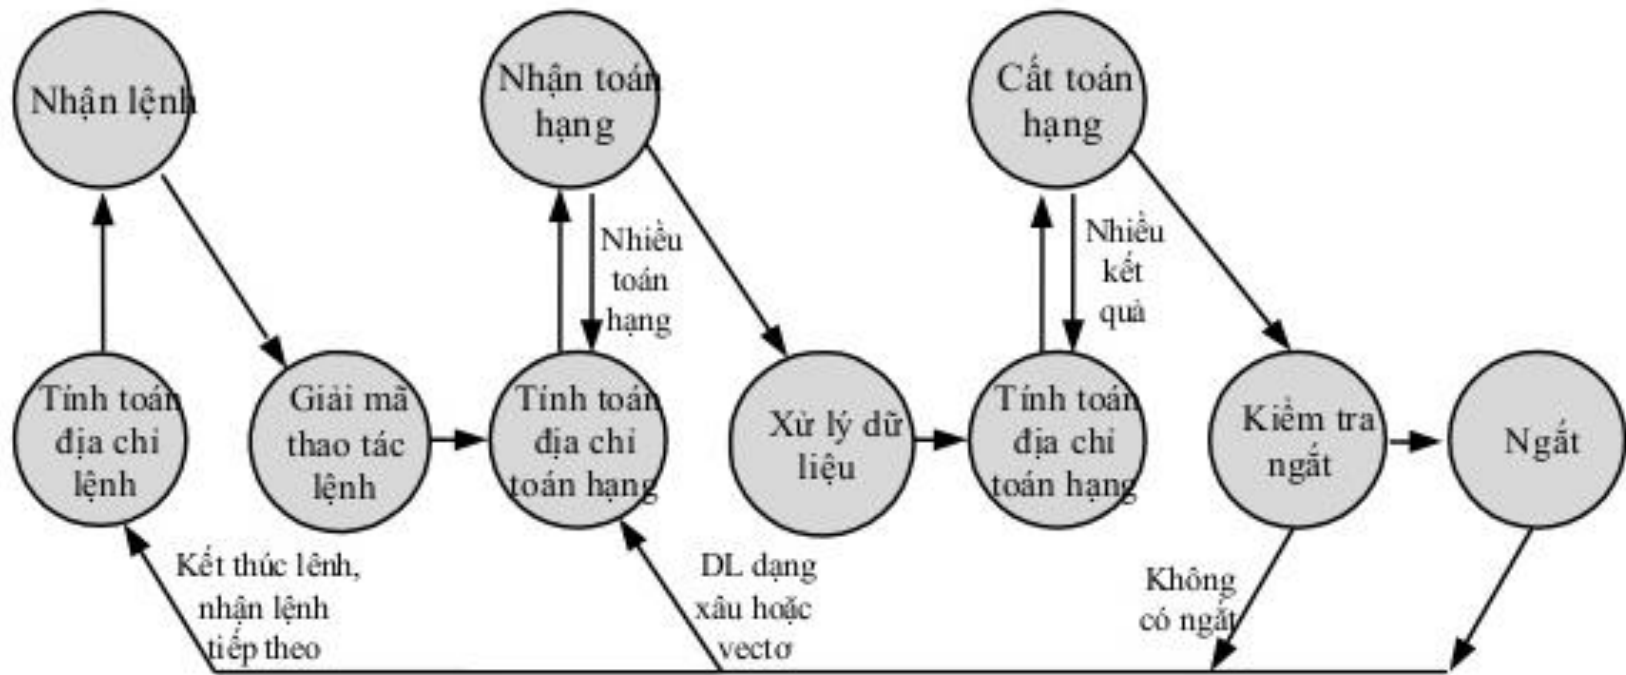 Nhận lệnh
Nhận toán
hạng
Cất toán
hạng
Nhiều
toán
hạng
Nhiều
kết
quả
Tính toán
địa chỉ
lệnh
Giải mã
thao tác
lệnh
Tính toán
địa chỉ
toán hạng
Xử lý dữ
liệu
Tính toán
địa chỉ
toán hạng
Kiểm tra
ngắt
Ngắt
Kết thúc lênh,
nhận lệnh
tiếp theo
DL dạng
xâu hoặc
vectơ
Không
có ngắt